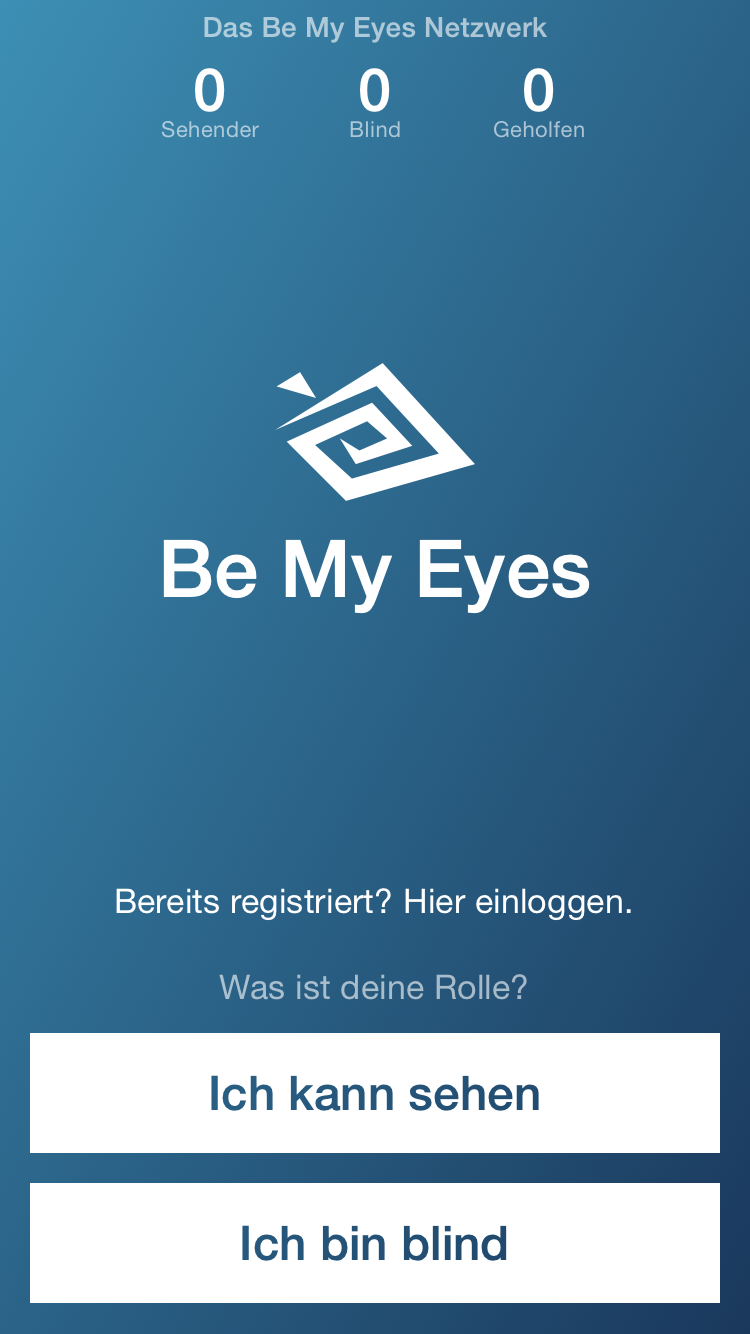 Das Be My Eyes Netzwerk
0 0 0
Sehender Blind Geholfen
Be My Eyes
Bereits registriert? Hier einloggen.
Was ist deine Rolle?
Ich kann sehen
Ich bin blind